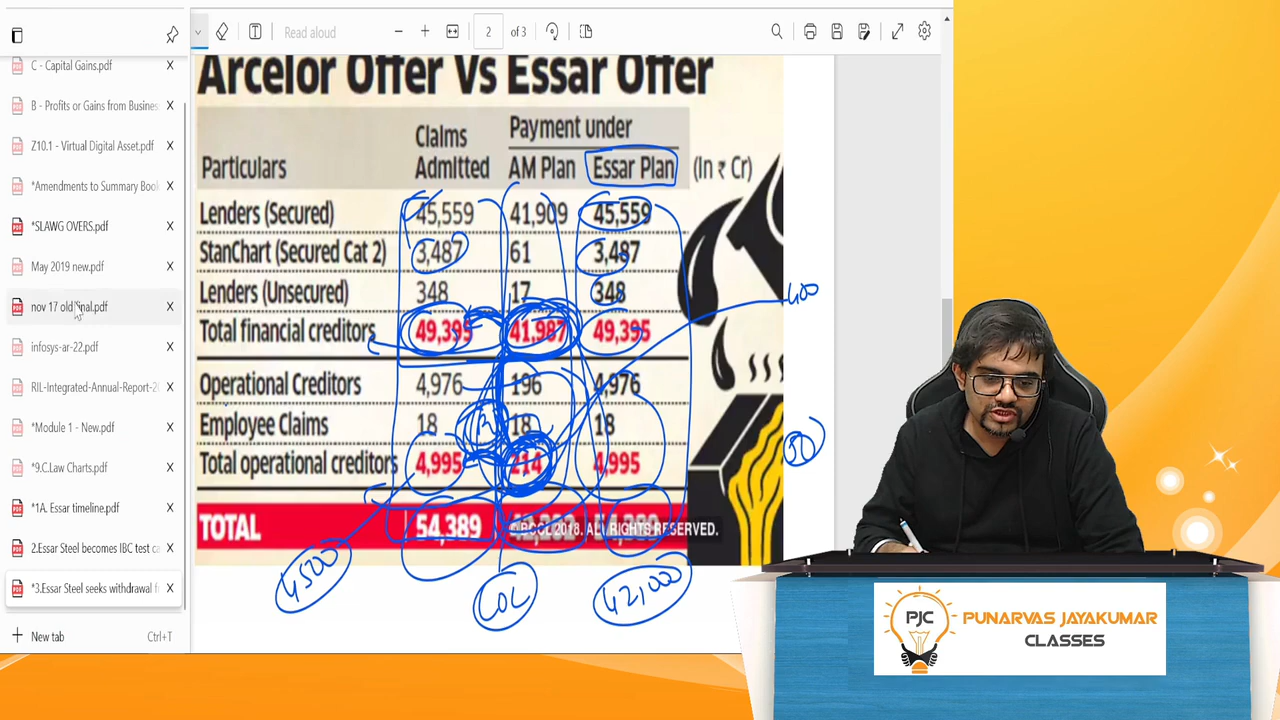 C - Capital Gains.pdf
B - Profits or Gains from Busines
Z10.1 - Virtual Digital Asset.pdf
*Amendments to Summary Book
*SLAWG OVERS.pdf
May 2019 new.pdf
nov 17 old final.pdf
infosys-ar-22.pdf
RIL-Integrated-Annual-Report-2
*Module 1 - New.pdf
*9.C.Law Charts.pdf
*1A. Essar timeline.pdf
2.Essar Steel becomes IBC test ca
*3.Essar Steel seeks withdrawal f
New tab Ctrl+T
Read aloud 2 of 3
Arcelor Offer Vs Essar Offer
Particulars Claims Admitted Payment under
AM Plan Essar Plan (In ₹ Cr)
Lenders (Secured) 45,559 41,909 45,559
StanChart (Secured Cat 2) 3,487 61 3,487
Lenders (Unsecured) 348 17 348
Total financial creditors 49,395 41,987 49,395
Operational Creditors 4,976 196 4,976
Employee Claims 18 18 18
Total operational creditors 4,995 214 4,995
TOTAL 54,389
BCCL 2018. ALL RIGHTS RESERVED.
400
4500
42,000
PJC
PUNARVAS JAYAKUMAR
CLASSES